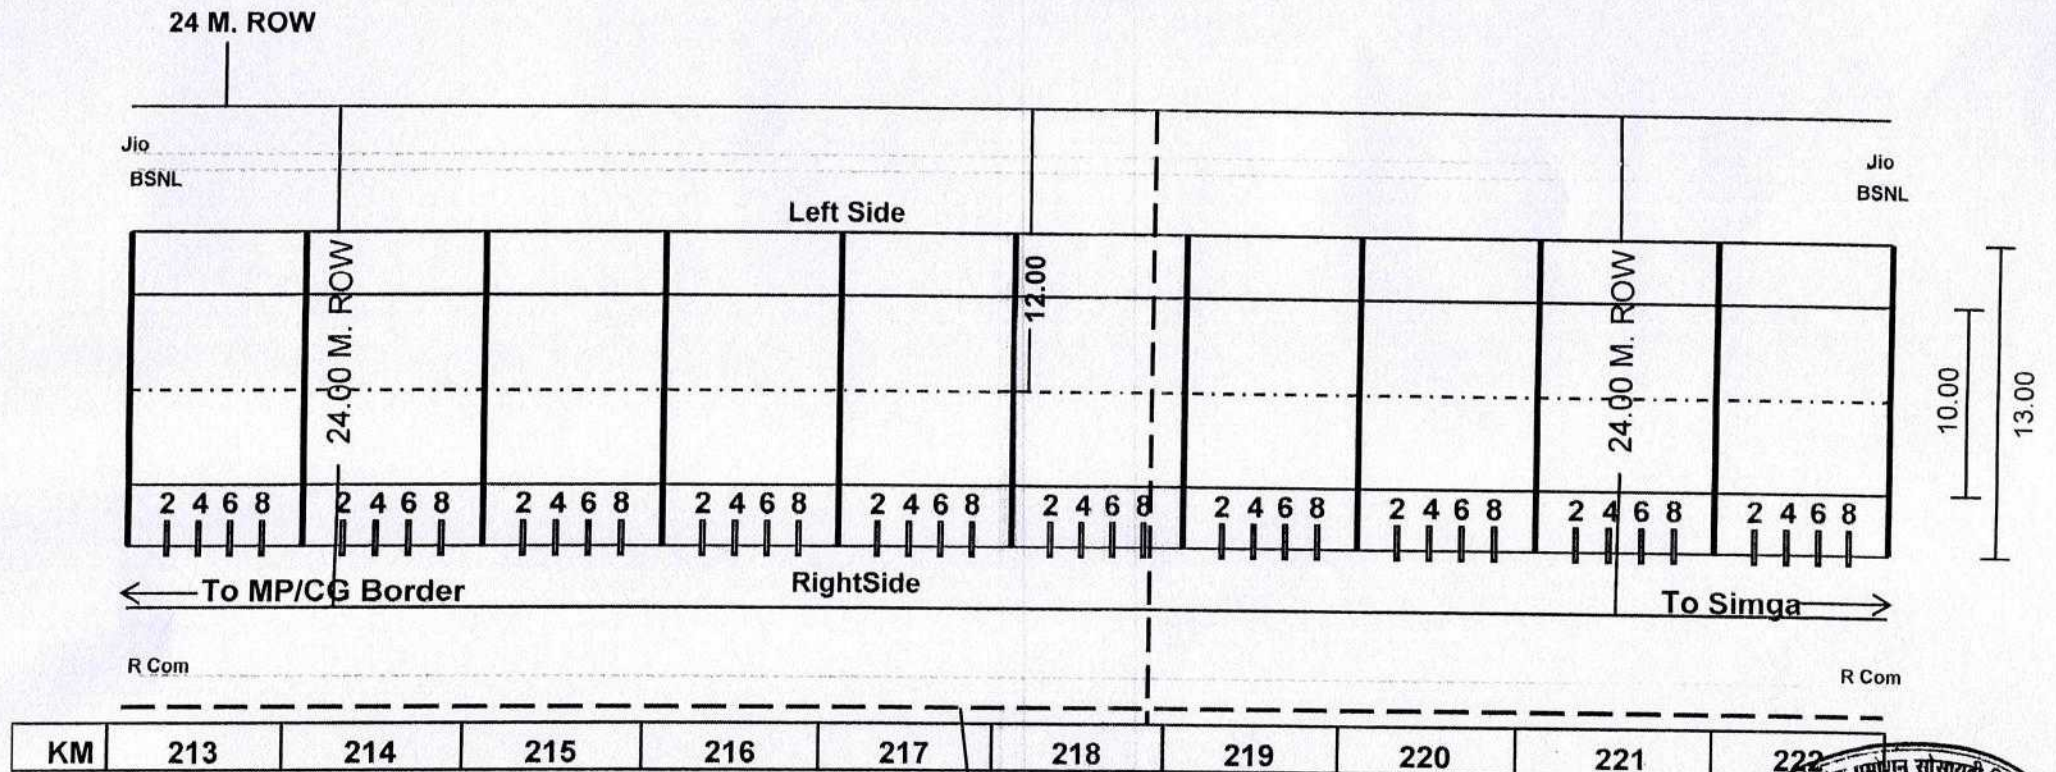 24 M. ROW
Jio
BSNL
Jio
BSNL
Left Side
24.00 M. ROW
12.00
24.00 M. ROW
10.00
13.00
2 4 6 8 2 4 6 8 2 4 6 8 2 4 6 8 2 4 6 8 2 4 6 8 2 4 6 8 2 4 6 8 2 4 6 8 2 4 6 8
To MP/CG Border
RightSide
To Simga
R Com
R Com
KM 213 214 215 216 217 218 219 220 221 222